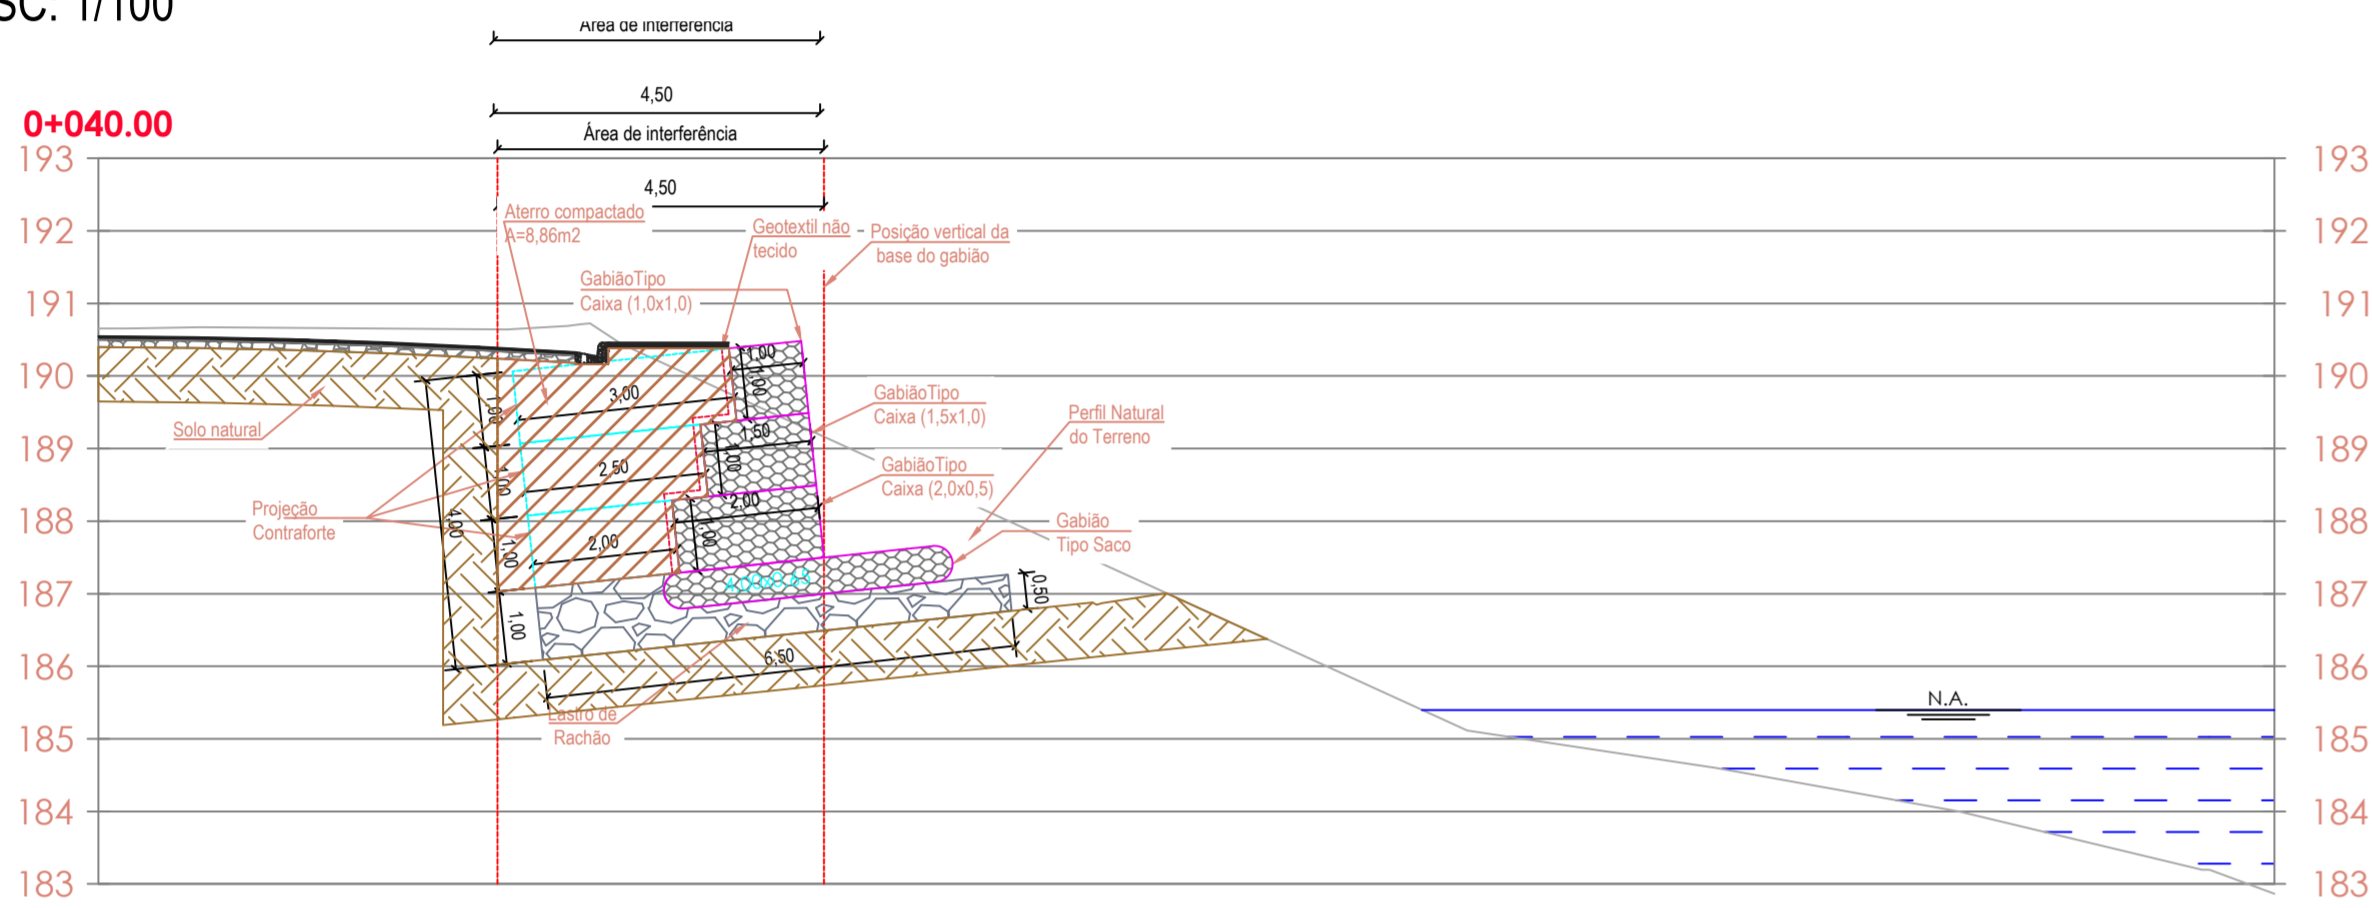 SC. 1/100
Área de interferência
4,50
0+040.00
Área de interferência
193
193
4,50
Aterro compactado
A=8,86m2
Geotextil não
tecido
Posição vertical da
base do gabião
192
192
GabiãoTipo
Caixa (1,0x1,0)
191
191
1,00
1,00
190
190
3,00
1,00
GabiãoTipo
Caixa (1,5x1,0)
Perfil Natural
do Terreno
Solo natural
1,50
1,00
189
189
2,50
1,00
GabiãoTipo
Caixa (2,0x0,5)
2,00
1,00
Projeção
Contraforte
4,00
188
188
Gabião
Tipo Saco
2,00
1,00
4,00x0,65
0,50
187
187
1,00
6,50
186
186
Lastro de
Rachão
N.A.
185
185
184
184
183
183